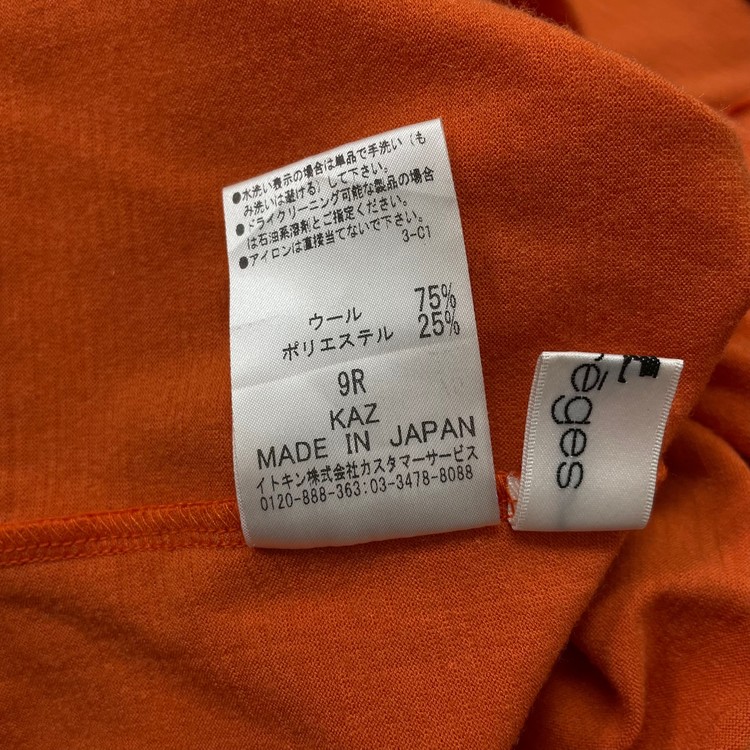 ●水洗い表示の場合は単品で手洗い（も
み洗いは避ける）して下さい。
●ドライクリーニング可能な製品の場合
は石油系溶剤とご指定ください。
●アイロンは直接当てないで下さい。
3-C1
ウール 75%
ポリエステル 25%
9R
KAZ
MADE IN JAPAN
イトキン株式会社カスタマーサービス
0120-888-363:03-3478-8088